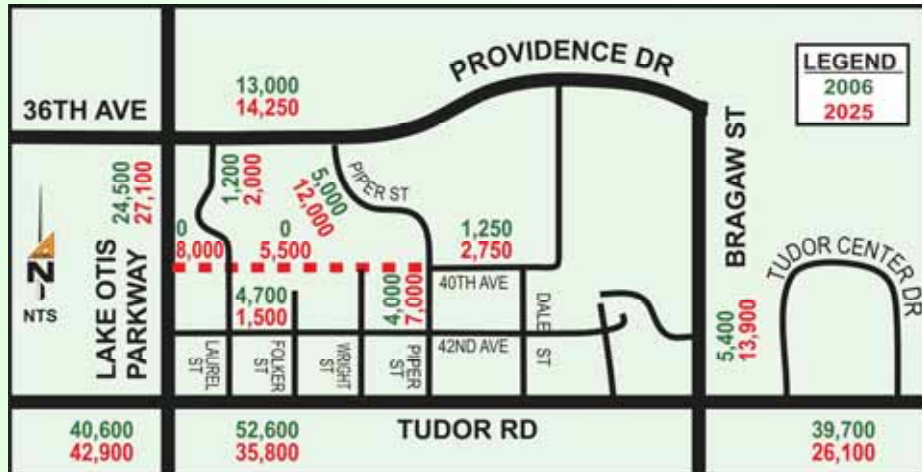 PROVIDENCE DR
LEGEND
2006
2025
36TH AVE
13,000
14,250
24,500
27,100
1,200
2,000
5,000
12,000
PIPER ST
0
8,000
0
5,500
1,250
2,750
BRAGAW ST
TUDOR CENTER DR
N
NTS
LAKE OTIS
PARKWAY
4,700
1,500
4,000
7,000
40TH AVE
DALE ST
42ND AVE
5,400
13,900
LAUREL
ST
FOLKER
ST
WRIGHT
ST
PIPER
ST
40,600
42,900
52,600
35,800
TUDOR RD
39,700
26,100